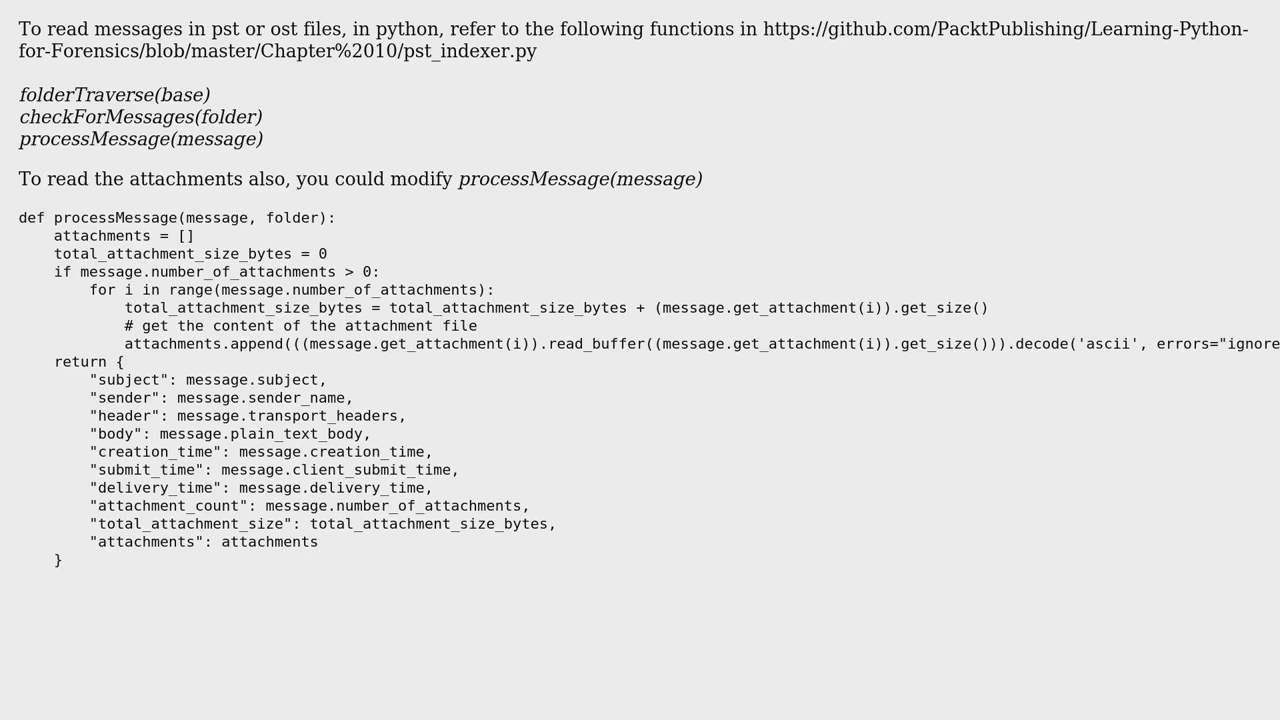 To read messages in pst or ost files, in python, refer to the following functions in https://github.com/PacktPublishing/Learning-Python-
for-Forensics/blob/master/Chapter%2010/pst_indexer.py
folderTraverse(base)
checkForMessages(folder)
processMessage(message)
To read the attachments also, you could modify processMessage(message)
def processMessage(message, folder):
    attachments = []
    total_attachment_size_bytes = 0
    if message.number_of_attachments > 0:
        for i in range(message.number_of_attachments):
            total_attachment_size_bytes = total_attachment_size_bytes + (message.get_attachment(i)).get_size()
            # get the content of the attachment file
            attachments.append(((message.get_attachment(i)).read_buffer((message.get_attachment(i)).get_size())).decode('ascii', errors="ignore
    return {
        "subject": message.subject,
        "sender": message.sender_name,
        "header": message.transport_headers,
        "body": message.plain_text_body,
        "creation_time": message.creation_time,
        "submit_time": message.client_submit_time,
        "delivery_time": message.delivery_time,
        "attachment_count": message.number_of_attachments,
        "total_attachment_size": total_attachment_size_bytes,
        "attachments": attachments
    }